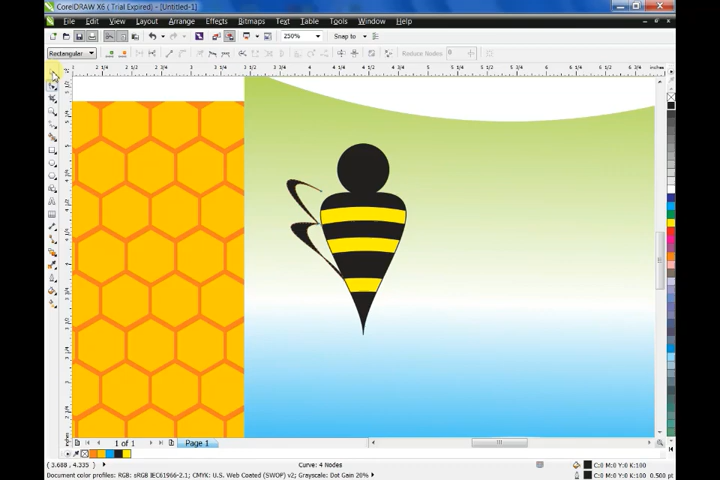 CorelDRAW X6 ( Trial Expired) - [Untitled-1]
File Edit View Layout Arrange Effects Bitmaps Text Table Tools Window Help
250% Snap to
Rectangular Reduce Nodes 0
inches
1 of 1 Page 1
(3.688, 4.335) Curve: 4 Nodes C:0 M:0 Y:0 K:100
Document color profiles: RGB: sRGB IEC61966-2.1; CMYK: U.S. Web Coated (SWOP) v2; Grayscale: Dot Gain 20% C:0 M:0 Y:0 K:100 0.500 pt